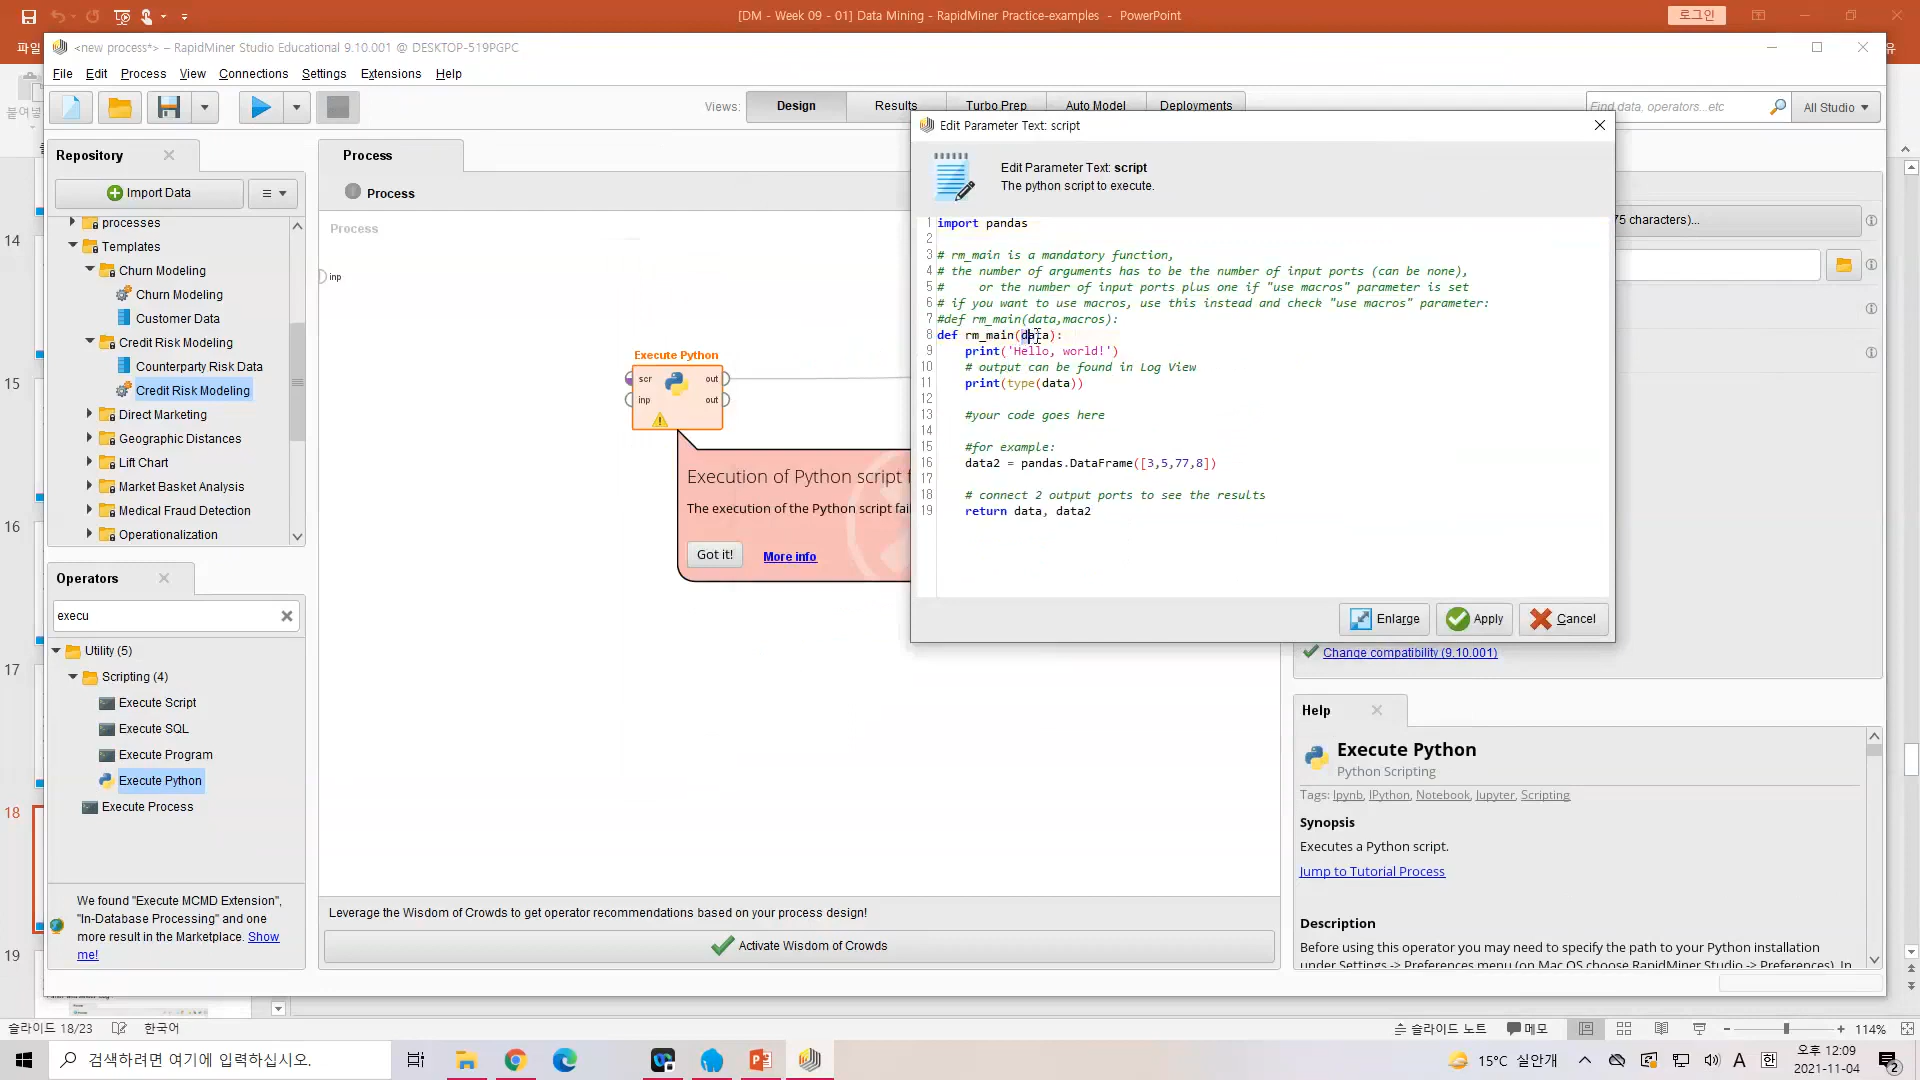 [DM - Week 09 - 01] Data Mining - RapidMiner Practice-examples - PowerPoint
로그인
파일
<new process*> – RapidMiner Studio Educational 9.10.001 @ DESKTOP-519PGPC
File Edit Process View Connections Settings Extensions Help
Views: Design Results Turbo Prep Auto Model Deployments
Find data, operators...etc
All Studio
Repository
Import Data
processes
Templates
Churn Modeling
Churn Modeling
Customer Data
Credit Risk Modeling
Counterparty Risk Data
Credit Risk Modeling
Direct Marketing
Geographic Distances
Lift Chart
Market Basket Analysis
Medical Fraud Detection
Operationalization
Operators
execu
Utility (5)
Scripting (4)
Execute Script
Execute SQL
Execute Program
Execute Python
Execute Process
We found "Execute MCMD Extension",
"In-Database Processing" and one
more result in the Marketplace. Show
me!
14
15
16
17
18
19
Process
Process
Process
inp
Execute Python
scr out
inp out
Execution of Python script f
The execution of the Python script fail
Got it! More info
Leverage the Wisdom of Crowds to get operator recommendations based on your process design!
Activate Wisdom of Crowds
Edit Parameter Text: script
Edit Parameter Text: script
The python script to execute.
1 import pandas
2
3 # rm_main is a mandatory function,
4 # the number of arguments has to be the number of input ports (can be none),
5 #     or the number of input ports plus one if "use macros" parameter is set
6 # if you want to use macros, use this instead and check "use macros" parameter:
7 #def rm_main(data,macros):
8 def rm_main(data):
9     print('Hello, world!')
10     # output can be found in Log View
11     print(type(data))
12
13     #your code goes here
14
15     #for example:
16     data2 = pandas.DataFrame([3,5,77,8])
17
18     # connect 2 output ports to see the results
19     return data, data2
Enlarge Apply Cancel
75 characters)...
Change compatibility (9.10.001)
Help
Execute Python
Python Scripting
Tags: Ipynb, IPython, Notebook, Jupyter, Scripting
Synopsis
Executes a Python script.
Jump to Tutorial Process
Description
Before using this operator you may need to specify the path to your Python installation
under Settings -> Preferences menu (on Mac OS choose RapidMiner Studio -> Preferences). In
슬라이드 18/23 한국어
슬라이드 노트 메모 114%
검색하려면 여기에 입력하십시오.
15°C 실안개
A 한
오후 12:09
2021-11-04
2